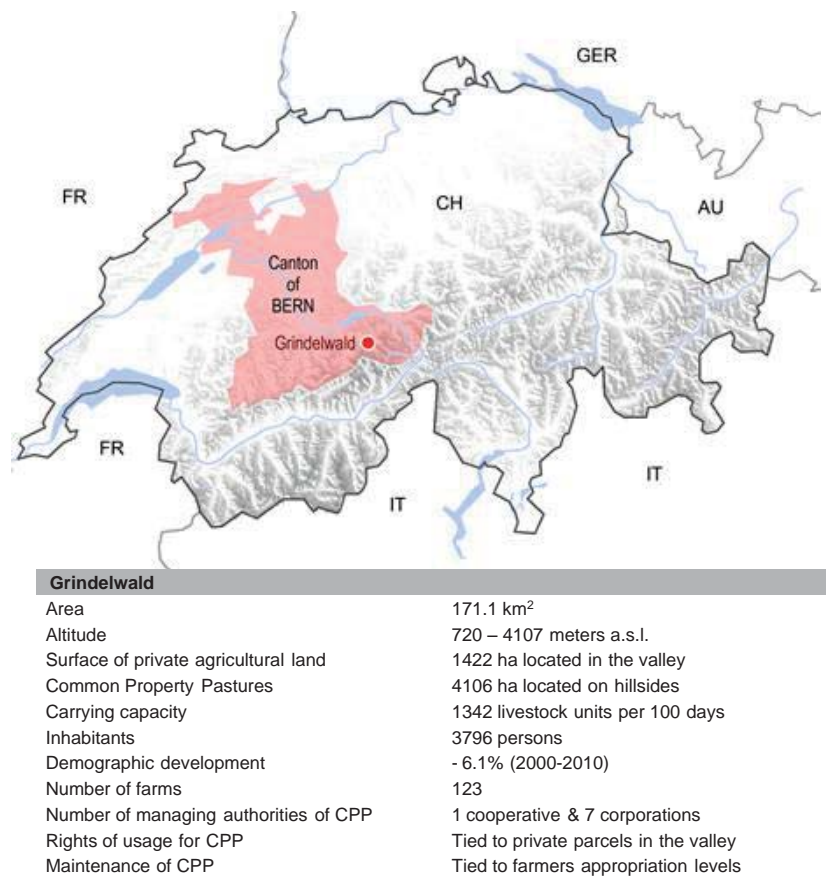 GER
FR
CH
AU
Canton
of
BERN
Grindelwald
FR
IT
IT
Grindelwald
Area 171.1 km²
Altitude 720 – 4107 meters a.s.l.
Surface of private agricultural land 1422 ha located in the valley
Common Property Pastures 4106 ha located on hillsides
Carrying capacity 1342 livestock units per 100 days
Inhabitants 3796 persons
Demographic development - 6.1% (2000-2010)
Number of farms 123
Number of managing authorities of CPP 1 cooperative & 7 corporations
Rights of usage for CPP Tied to private parcels in the valley
Maintenance of CPP Tied to farmers appropriation levels